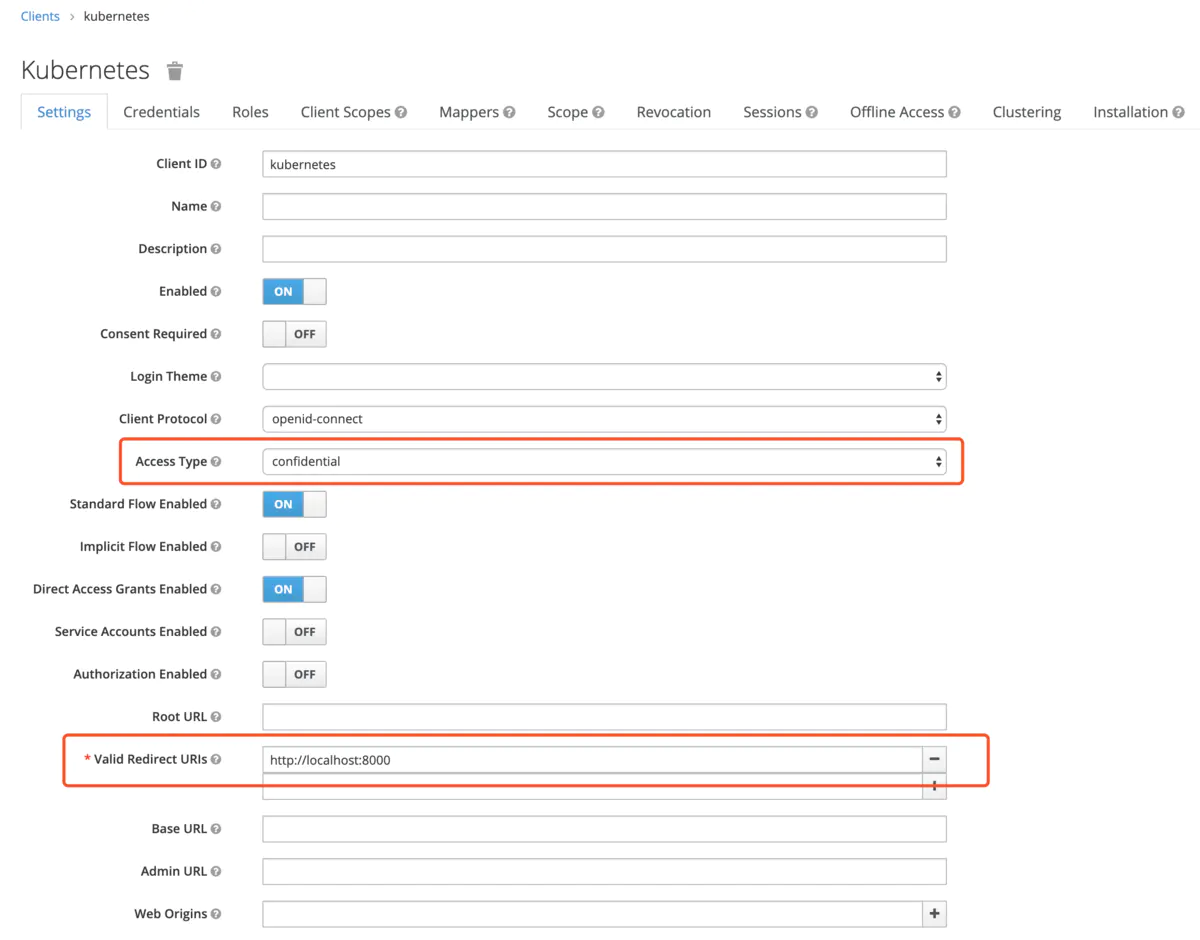 Clients › kubernetes
Kubernetes
Settings Credentials Roles Client Scopes Mappers Scope Revocation Sessions Offline Access Clustering Installation
Client ID kubernetes
Name
Description
Enabled ON
Consent Required OFF
Login Theme
Client Protocol openid-connect
Access Type confidential
Standard Flow Enabled ON
Implicit Flow Enabled OFF
Direct Access Grants Enabled ON
Service Accounts Enabled OFF
Authorization Enabled OFF
Root URL
* Valid Redirect URIs http://localhost:8000
Base URL
Admin URL
Web Origins